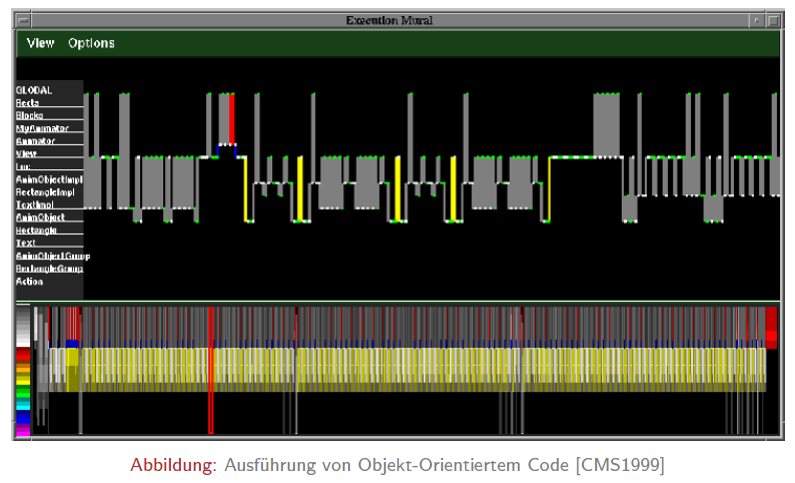 Execution Mural
View Options
GLOBAL
Rects
Blocks
MyAnimator
Animator
View
AnimObjectImpl
RectangleImpl
TextImpl
AnimObject
Rectangle
Text
AnimObjectGroup
RectangleGroup
Action
Abbildung: Ausführung von Objekt-Orientiertem Code [CMS1999]